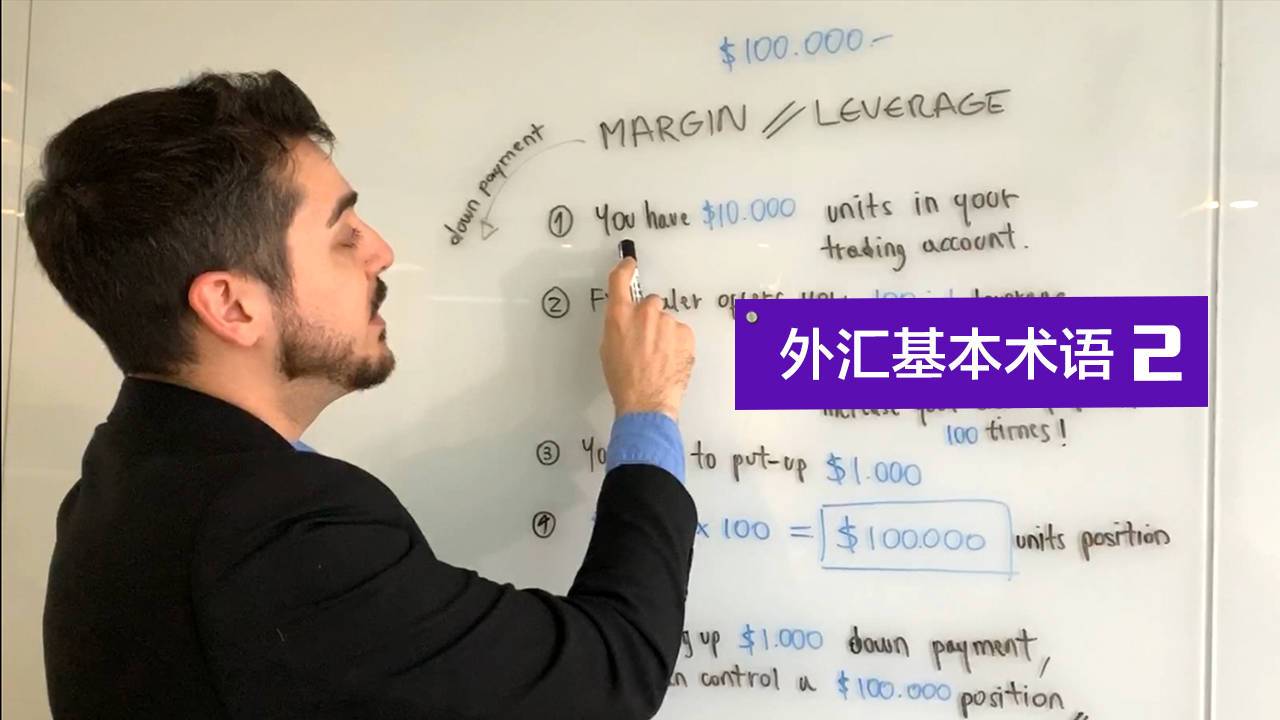 $100.000.-
MARGIN // LEVERAGE
down payment
① You have $10.000 units in your
trading account.
②
外汇基本术语 2
100 times!
③ to put-up $1.000
④ x 100 = $100.000 units position
up $1.000 down payment,
control a $100.000 position